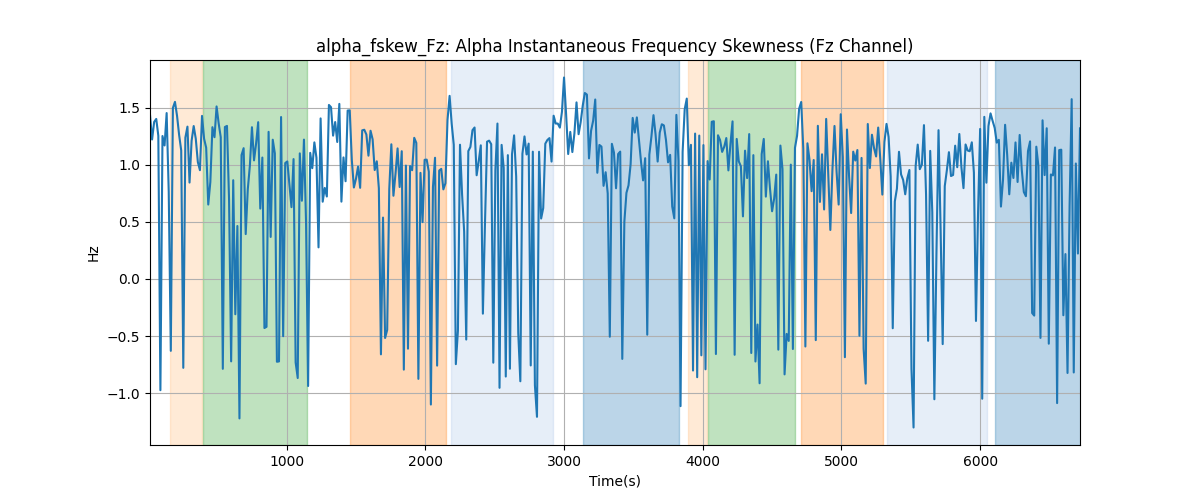 alpha_fskew_Fz: Alpha Instantaneous Frequency Skewness (Fz Channel)
1.5
1.0
0.5
0.0
−0.5
−1.0
Hz
1000 2000 3000 4000 5000 6000
Time(s)